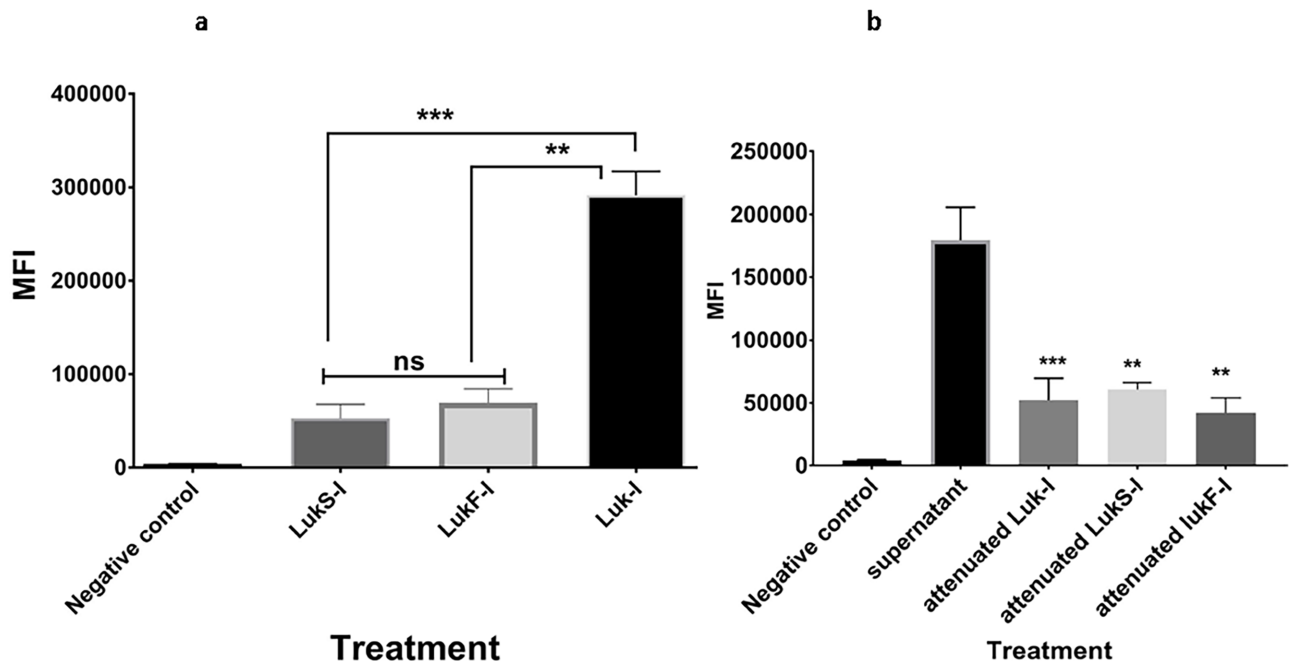 a
400000
300000
200000
100000
0
MFI
***
**
ns
Negative control
LukS-I
LukF-I
Luk-I
Treatment
b
250000
200000
150000
100000
50000
0
MFI
***
**
**
Negative control
supernatant
attenuated Luk-I
attenuated LukS-I
attenuated lukF-I
Treatment